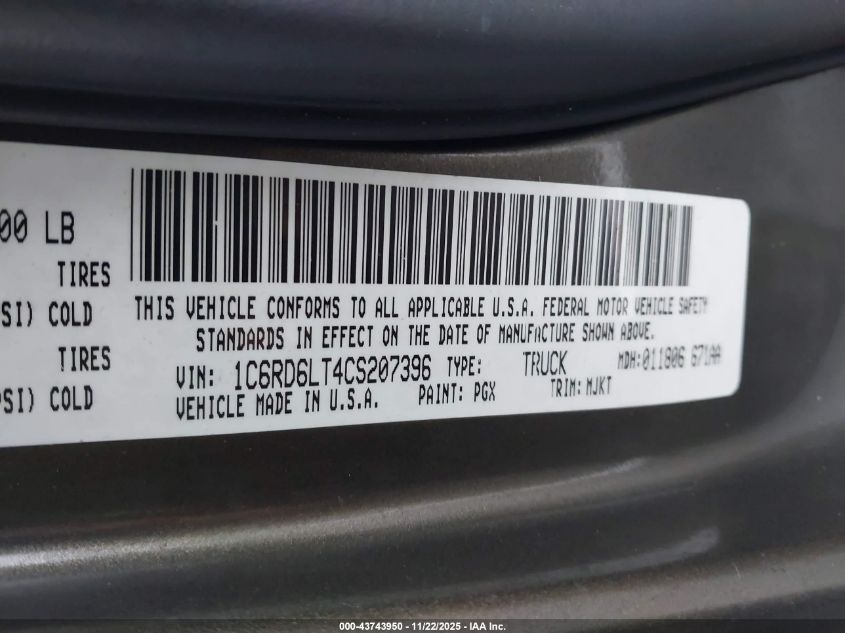 00 LB
TIRES
SI) COLD
TIRES
PSI) COLD
THIS VEHICLE CONFORMS TO ALL APPLICABLE U.S.A. FEDERAL MOTOR VEHICLE SAFETY
STANDARDS IN EFFECT ON THE DATE OF MANUFACTURE SHOWN ABOVE.
VIN: 1C6RD6LT4CS207396 TYPE: TRUCK MDH:011806 671AA
VEHICLE MADE IN U.S.A. PAINT: PGX TRIM: MJKT
000-43743950 - 11/22/2025 - IAA Inc.